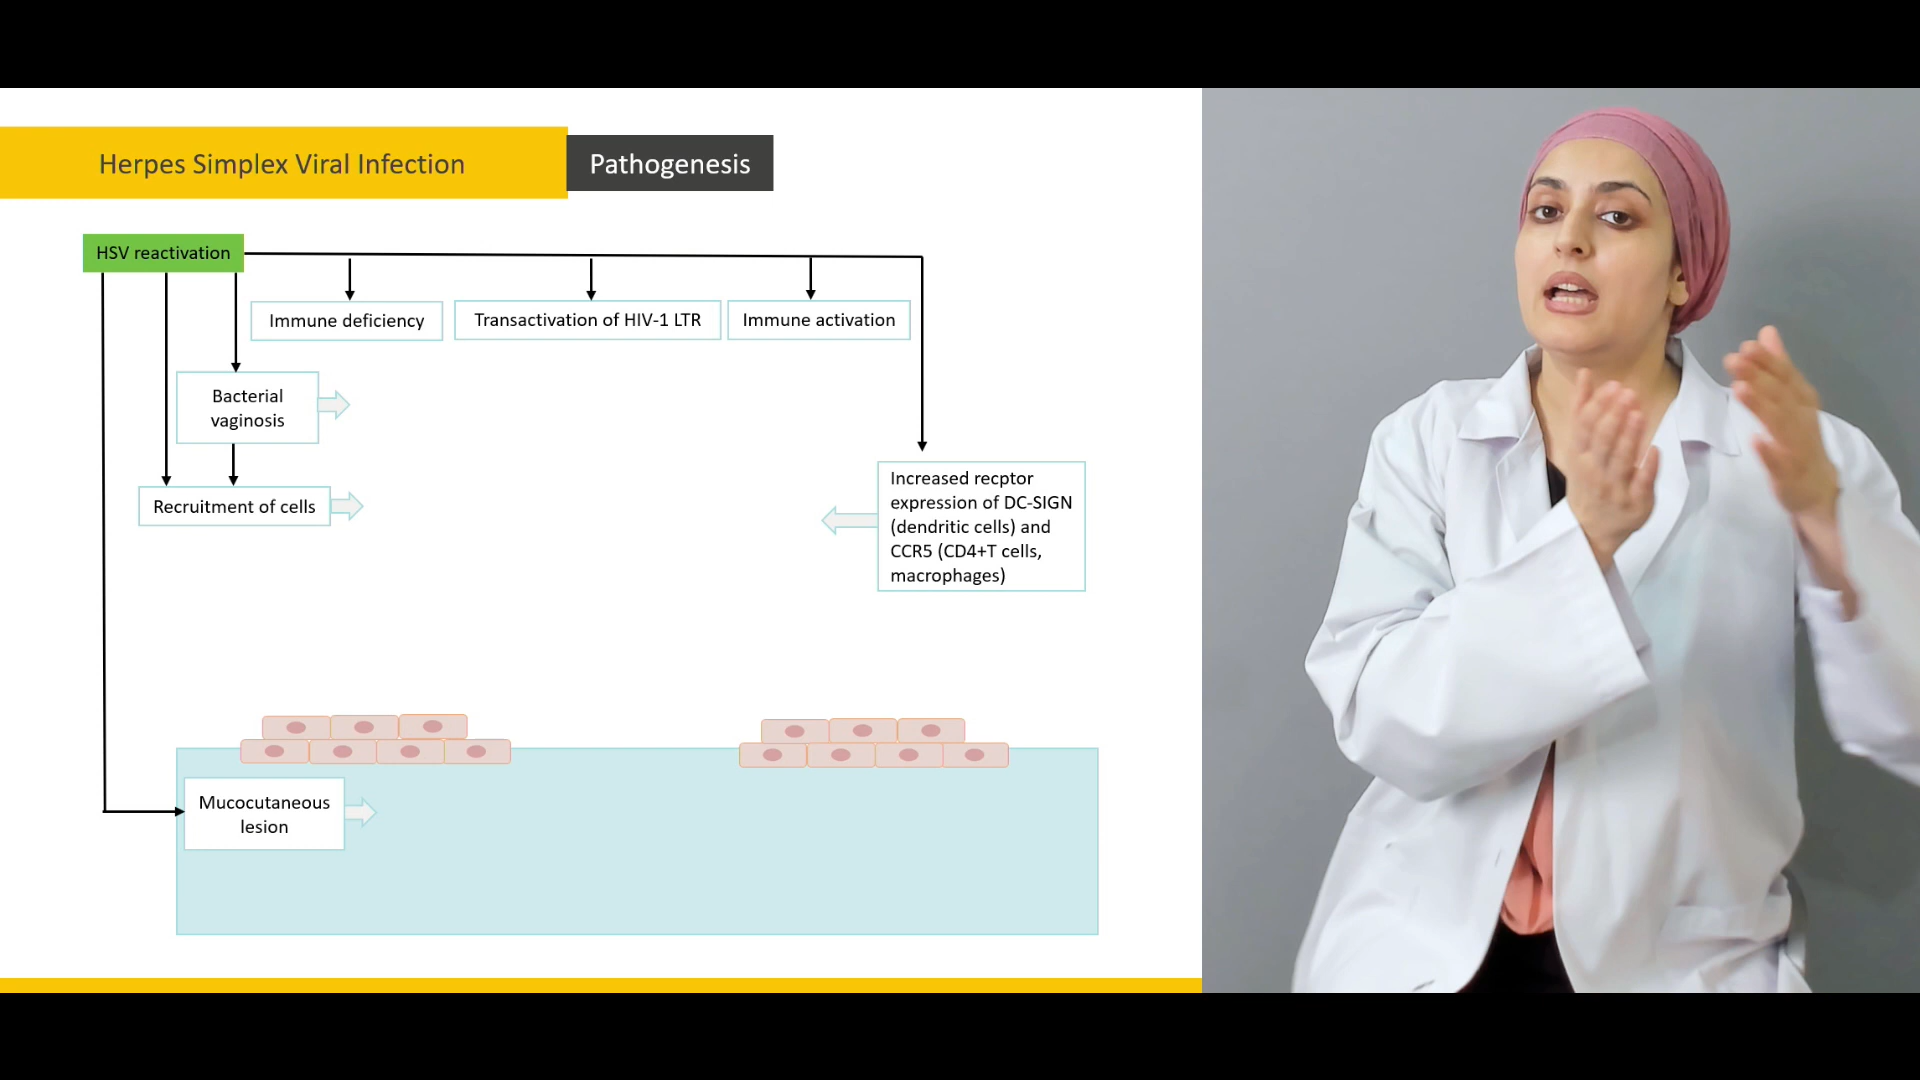 Herpes Simplex Viral Infection
Pathogenesis
HSV reactivation
Immune deficiency
Transactivation of HIV-1 LTR
Immune activation
Bacterial
vaginosis
Recruitment of cells
Increased recptor
expression of DC-SIGN
(dendritic cells) and
CCR5 (CD4+T cells,
macrophages)
Mucocutaneous
lesion